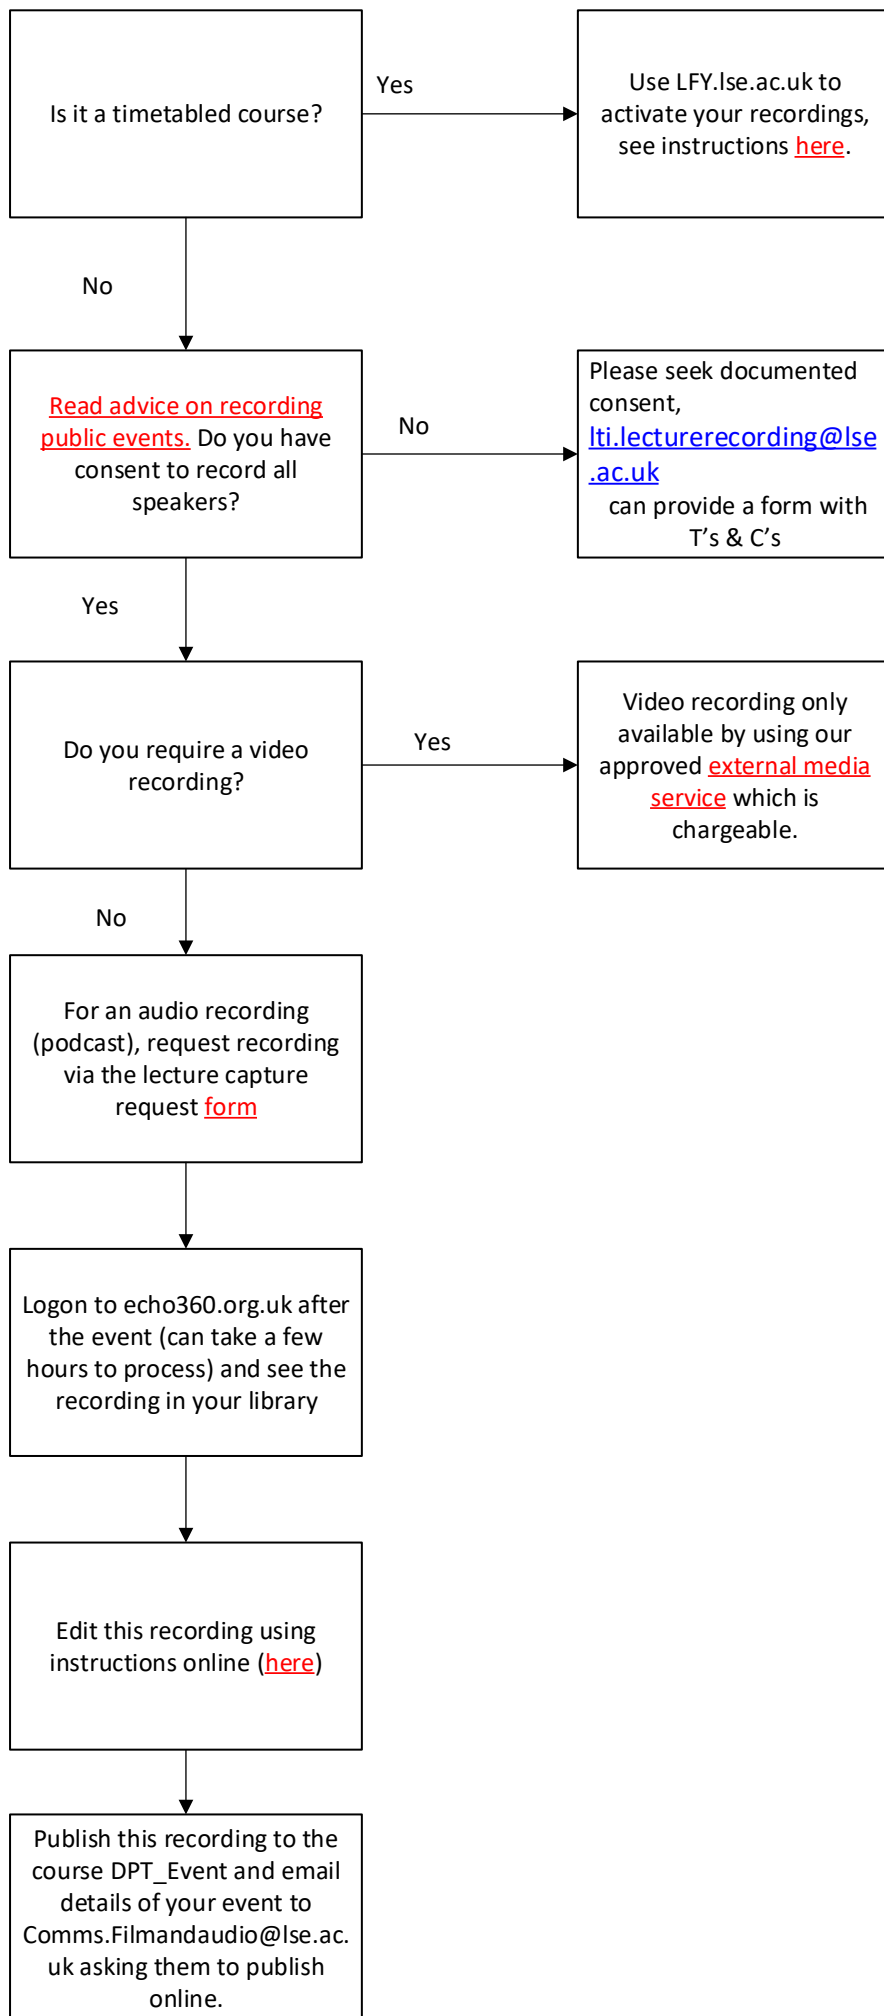 Is it a timetabled course?
Yes
Use LFY.lse.ac.uk to
activate your recordings,
see instructions here.
No
Read advice on recording
public events. Do you have
consent to record all
speakers?
No
Please seek documented
consent,
lti.lecturerecording@lse
.ac.uk
can provide a form with
T’s & C’s
Yes
Do you require a video
recording?
Yes
Video recording only
available by using our
approved external media
service which is
chargeable.
No
For an audio recording
(podcast), request recording
via the lecture capture
request form
Logon to echo360.org.uk after
the event (can take a few
hours to process) and see the
recording in your library
Edit this recording using
instructions online (here)
Publish this recording to the
course DPT_Event and email
details of your event to
Comms.Filmandaudio@lse.ac.
uk asking them to publish
online.